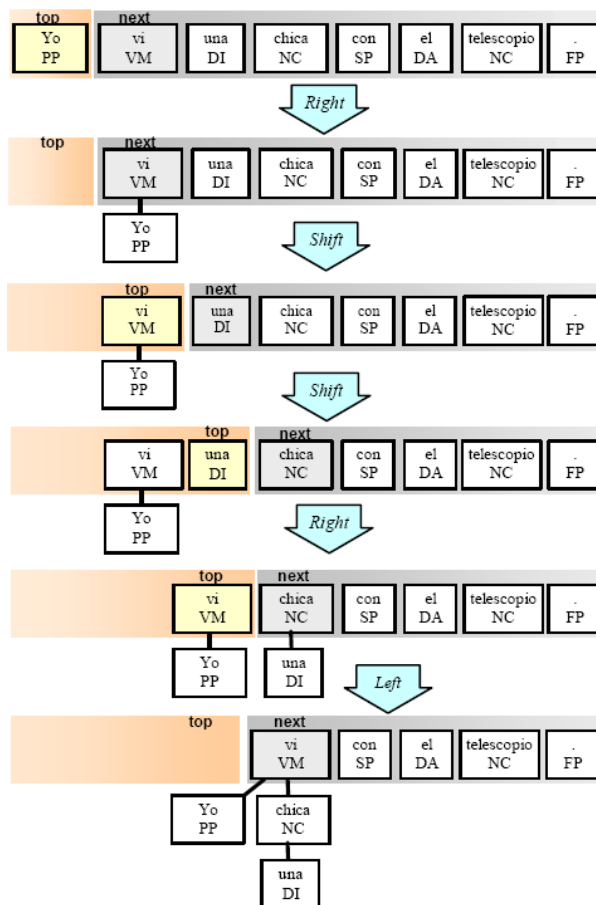 top next
Yo vi una chica con el telescopio .
PP VM DI NC SP DA NC FP
Right
top next
vi una chica con el telescopio .
VM DI NC SP DA NC FP
Yo
PP
Shift
top next
vi una chica con el telescopio .
VM DI NC SP DA NC FP
Yo
PP
Shift
top next
vi una chica con el telescopio .
VM DI NC SP DA NC FP
Yo
PP
Right
top next
vi chica con el telescopio .
VM NC SP DA NC FP
Yo una
PP DI
Left
top next
vi con el telescopio .
VM SP DA NC FP
Yo chica
PP NC
una
DI